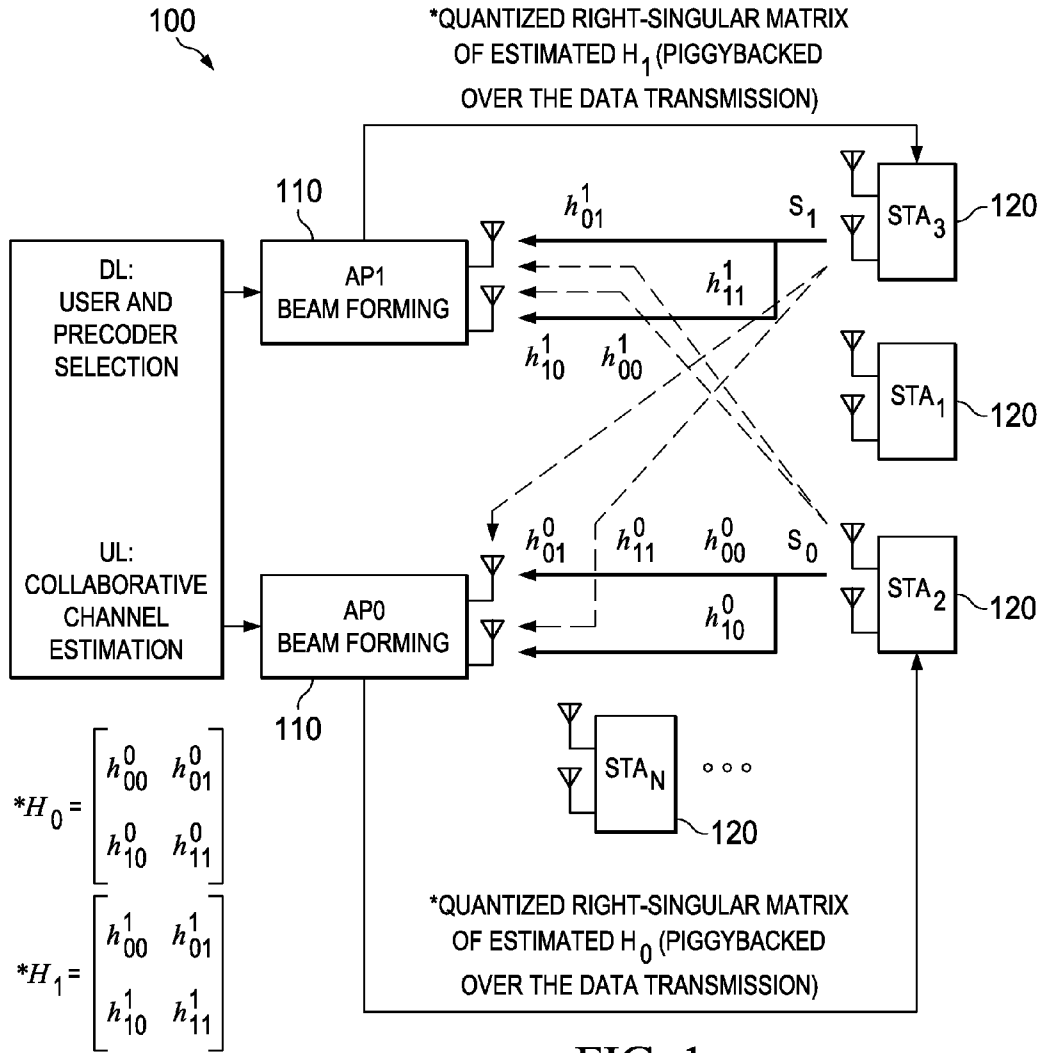 100
*QUANTIZED RIGHT-SINGULAR MATRIX
OF ESTIMATED H₁ (PIGGYBACKED
OVER THE DATA TRANSMISSION)
110
DL:
USER AND
PRECODER
SELECTION
UL:
COLLABORATIVE
CHANNEL
ESTIMATION
AP1
BEAM FORMING
h¹₀₁
S₁
h¹₁₁
h¹₁₀ h¹₀₀
STA₃
120
STA₁
120
AP0
BEAM FORMING
110
h⁰₀₁ h⁰₁₁ h⁰₀₀ S₀
h⁰₁₀
STA₂
120
STA_N
120
*H₀ =
h⁰₀₀ h⁰₀₁
h⁰₁₀ h⁰₁₁
*H₁ =
h¹₀₀ h¹₀₁
h¹₁₀ h¹₁₁
*QUANTIZED RIGHT-SINGULAR MATRIX
OF ESTIMATED H₀ (PIGGYBACKED
OVER THE DATA TRANSMISSION)
FIG. 1